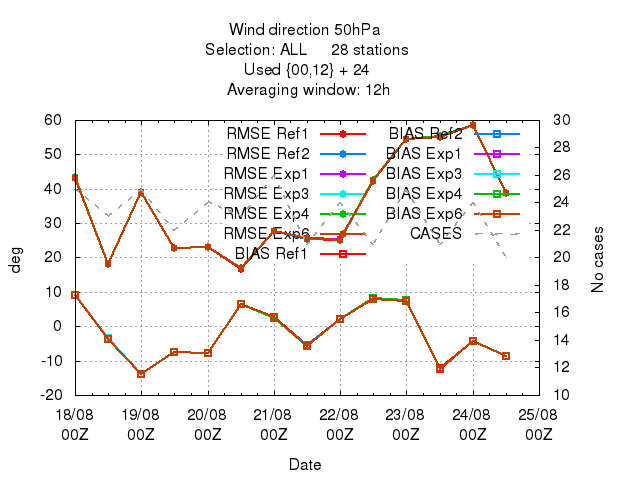 Wind direction 50hPa
Selection: ALL 28 stations
Used {00,12} + 24
Averaging window: 12h
60
50
40
30
20
10
0
-10
-20
deg
30
28
26
24
22
20
18
16
14
12
10
No cases
RMSE Ref1
RMSE Ref2
RMSE Exp1
RMSE Exp3
RMSE Exp4
RMSE Exp6
BIAS Ref1
BIAS Ref2
BIAS Exp1
BIAS Exp3
BIAS Exp4
BIAS Exp6
CASES
18/08 19/08 20/08 21/08 22/08 23/08 24/08 25/08
00Z 00Z 00Z 00Z 00Z 00Z 00Z 00Z
Date